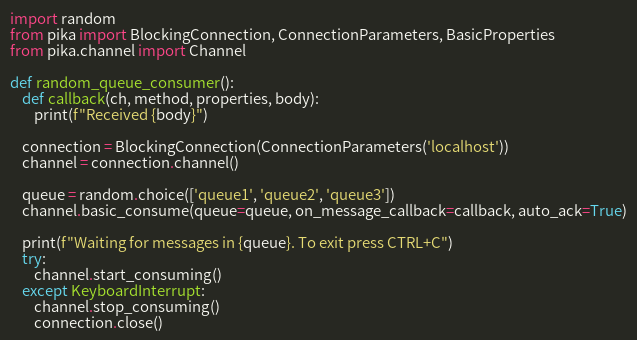 import random
from pika import BlockingConnection, ConnectionParameters, BasicProperties
from pika.channel import Channel

def random_queue_consumer():
    def callback(ch, method, properties, body):
        print(f"Received {body}")

    connection = BlockingConnection(ConnectionParameters('localhost'))
    channel = connection.channel()

    queue = random.choice(['queue1', 'queue2', 'queue3'])
    channel.basic_consume(queue=queue, on_message_callback=callback, auto_ack=True)

    print(f"Waiting for messages in {queue}. To exit press CTRL+C")
    try:
        channel.start_consuming()
    except KeyboardInterrupt:
        channel.stop_consuming()
        connection.close()